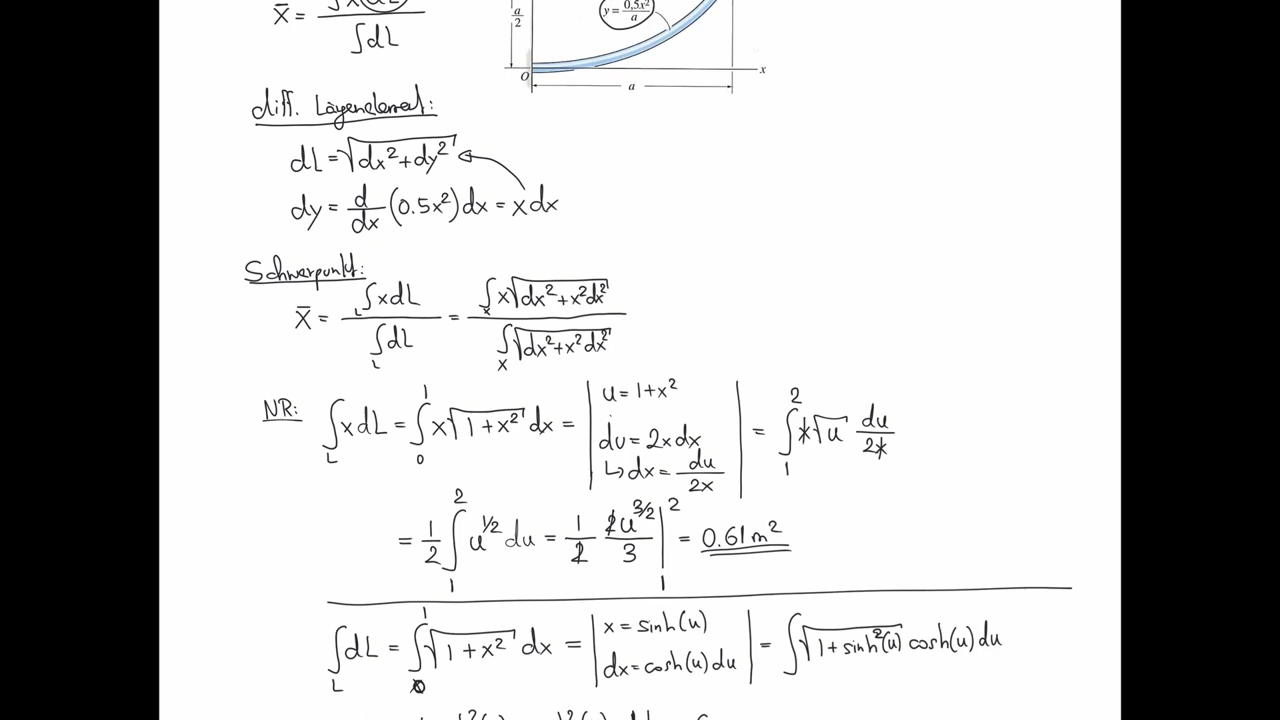 x̄ = ∫x(dL) / ∫dL
a/2
y = 0,5x²/a
O
x
a
diff. Längenelement:
dL = √(dx² + dy²)
dy = d/dx (0.5x²) dx = x dx
Schwerpunkt:
x̄ = ∫_L x dL / ∫_L dL = ∫_x x√(dx² + x²dx²) / ∫_x √(dx² + x²dx²)
NR: ∫_L x dL = ∫_0^1 x√(1 + x²) dx = | u = 1 + x² du = 2x dx ↳ dx = du/2x | = ∫_1^2 x√u du/2x
= 1/2 ∫_1^2 u^(1/2) du = 1/2 2u^(3/2)/3 |_1^2 = 0.61 m²
∫_L dL = ∫_0^1 √(1 + x²) dx = | x = sinh(u) dx = cosh(u) du | = ∫√(1 + sinh²(u)) cosh(u) du